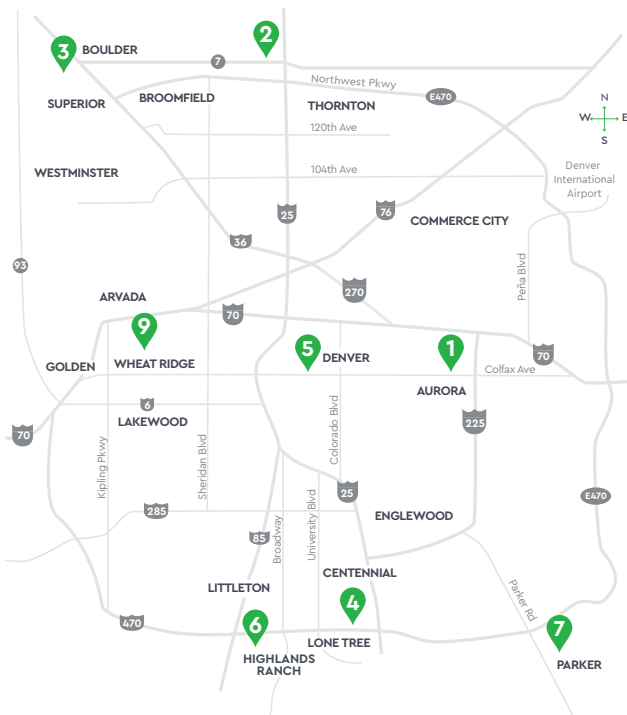 2
3
BOULDER
7
SUPERIOR
BROOMFIELD
Northwest Pkwy
E470
THORNTON
N
W
E
S
120th Ave
WESTMINSTER
104th Ave
Denver
International
Airport
25
76
COMMERCE CITY
36
93
270
Peña Blvd
ARVADA
70
9
5
DENVER
1
70
GOLDEN
WHEAT RIDGE
Colfax Ave
AURORA
6
LAKEWOOD
225
70
Kipling Pkwy
Sheridan Blvd
Colorado Blvd
25
E470
285
ENGLEWOOD
University Blvd
Broadway
85
CENTENNIAL
LITTLETON
4
Parker Rd
470
6
7
LONE TREE
HIGHLANDS
RANCH
PARKER